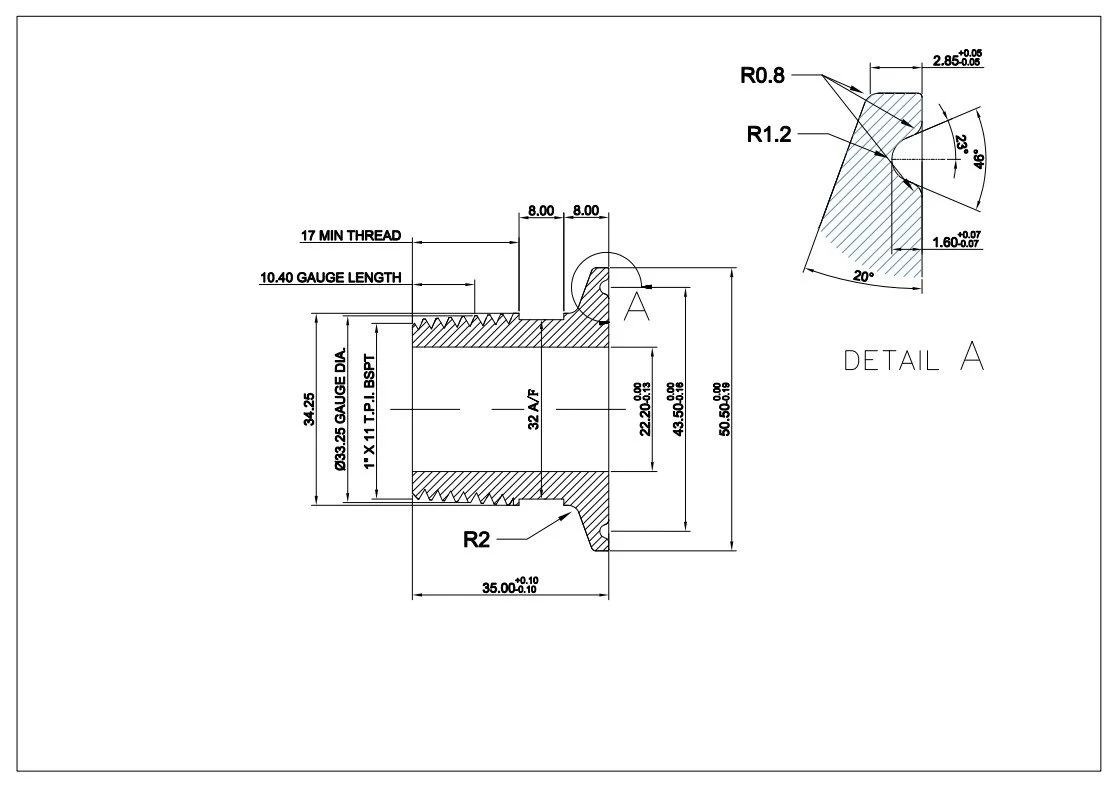 R0.8
2.85 +0.05 -0.05
R1.2
23°
46°
1.60 +0.07 -0.07
20°
DETAIL A
8.00
8.00
17 MIN THREAD
10.40 GAUGE LENGTH
A
34.25
Ø33.25 GAUGE DIA.
1" X 11 T.P.I. BSPT
32 A/F
22.20 0.00 -0.13
43.50 0.00 -0.16
50.50 0.00 -0.19
R2
35.00 +0.10 -0.10